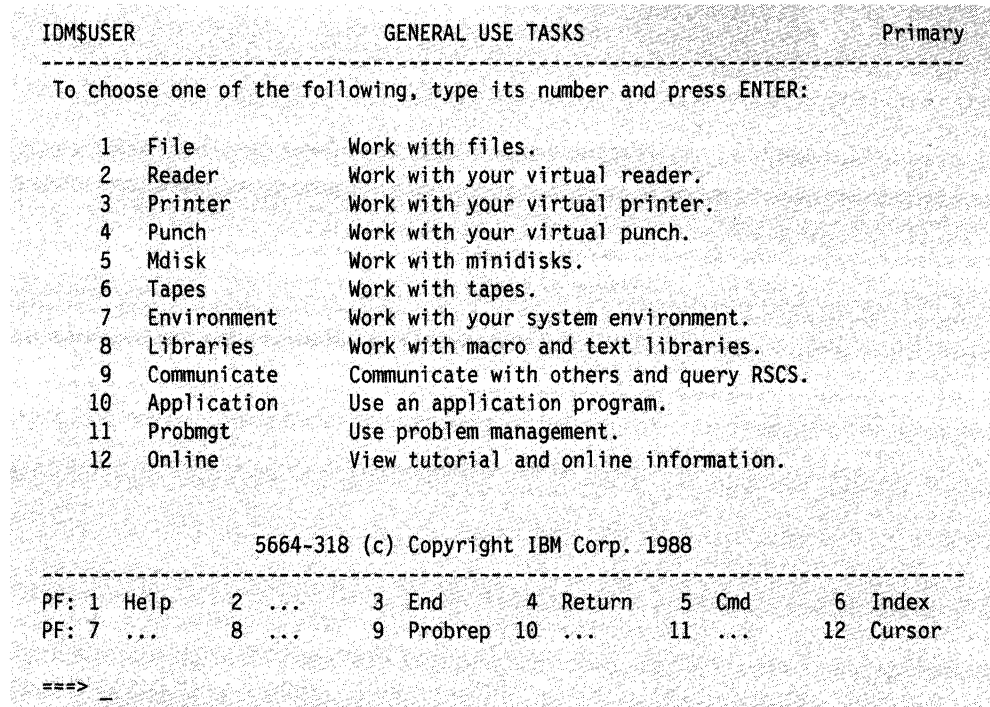 IDM$USER GENERAL USE TASKS Primary
--------------------------------------------------------------------------------
To choose one of the following, type its number and press ENTER:
1 File Work with files.
2 Reader Work with your virtual reader.
3 Printer Work with your virtual printer.
4 Punch Work with your virtual punch.
5 Mdisk Work with minidisks.
6 Tapes Work with tapes.
7 Environment Work with your system environment.
8 Libraries Work with macro and text libraries.
9 Communicate Communicate with others and query RSCS.
10 Application Use an application program.
11 Probmgt Use problem management.
12 Online View tutorial and online information.
5664-318 (c) Copyright IBM Corp. 1988
--------------------------------------------------------------------------------
PF: 1 Help 2 ... 3 End 4 Return 5 Cmd 6 Index
PF: 7 ... 8 ... 9 Probrep 10 ... 11 ... 12 Cursor
===> _